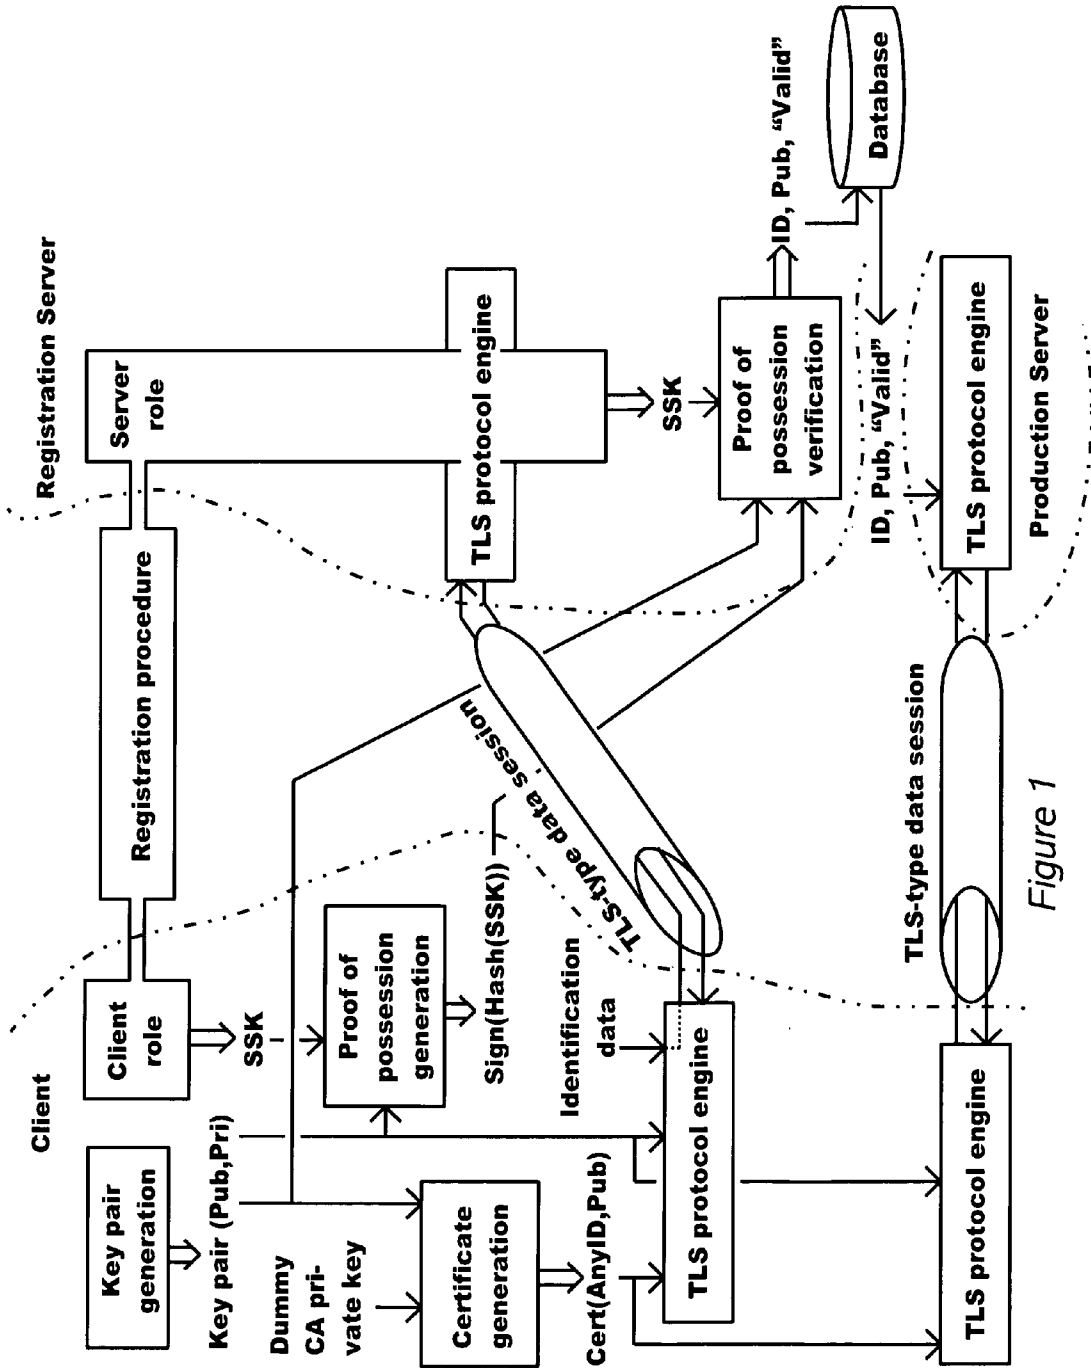 Client
Registration Server
Key pair
generation
Client
role
Registration procedure
Server
role
Key pair (Pub,Pri)
SSK
Dummy
CA pri-
vate key
Proof of
possession
generation
Certificate
generation
Sign(Hash(SSK))
TLS-type data session
TLS protocol engine
Cert(AnyID,Pub)
Identification
data
SSK
TLS protocol engine
Proof of
possession
verification
ID, Pub, “Valid”
ID, Pub, “Valid”
Database
TLS-type data session
TLS protocol engine
TLS protocol engine
Production Server
Figure 1